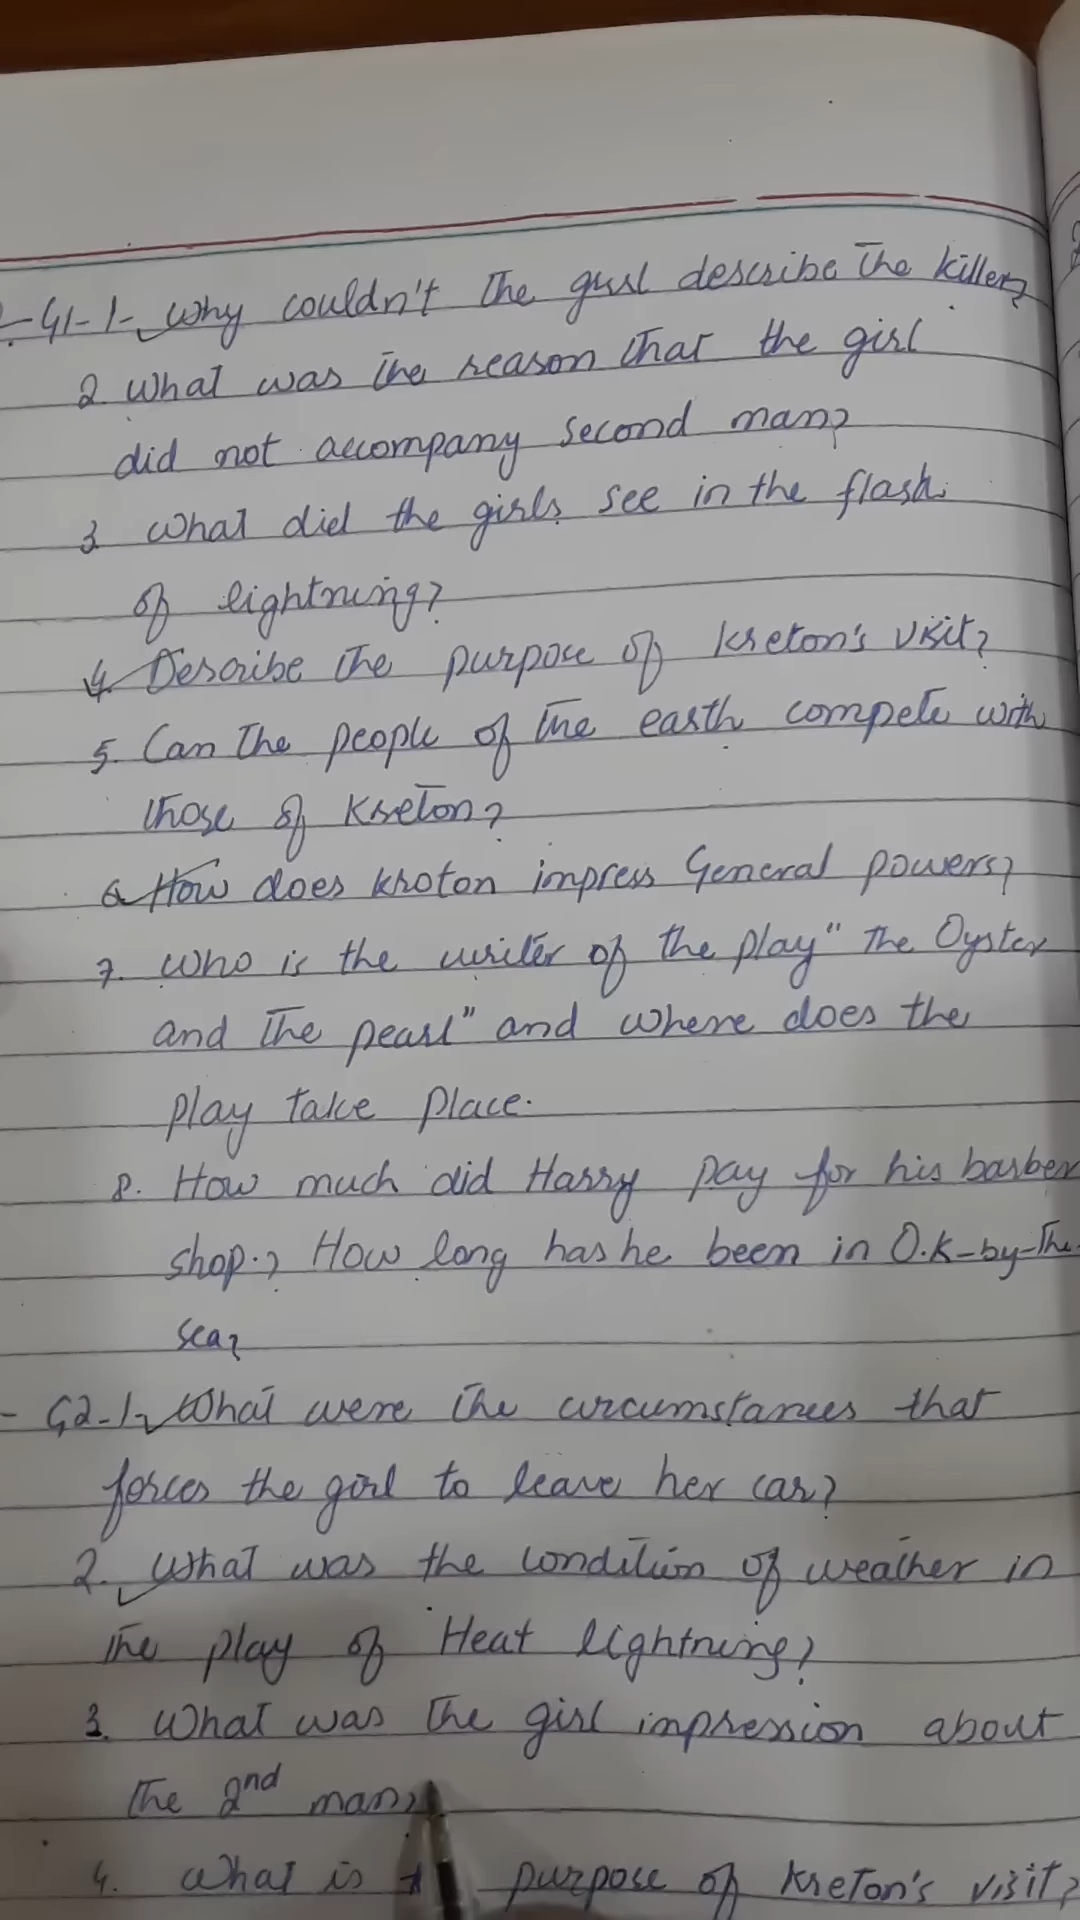 G1-1- Why couldn't the girl describe the killer?
2. What was the reason that the girl
did not accompany second man?
3. What did the girls see in the flash
of lightning?
4. Describe the purpose of Kreton's visit?
5. Can the people of the earth compete with
those of Kreton?
6. How does Kroton impress General powers?
7. Who is the writer of the play "The Oyster
and the pearl" and where does the
play take place.
8. How much did Harry pay for his barber
shop.? How long has he been in O.K-by-The-
sea?
- G2-1. What were the circumstances that
forces the girl to leave her car?
2. What was the condition of weather in
the play of Heat lightning?
3. What was the girl impression about
the 2nd man?
4. What is purpose of Kreton's visit?